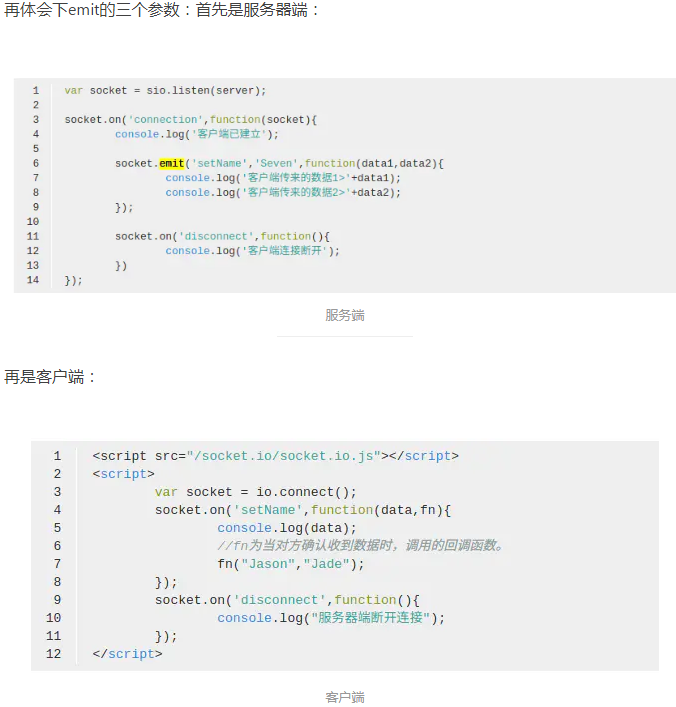 再体会下emit的三个参数：首先是服务器端：
1 var socket = sio.listen(server);
2
3 socket.on('connection',function(socket){
4 console.log('客户端已建立');
5
6 socket.emit('setName','Seven',function(data1,data2){
7 console.log('客户端传来的数据1>'+data1);
8 console.log('客户端传来的数据2>'+data2);
9 });
10
11 socket.on('disconnect',function(){
12 console.log('客户端连接断开');
13 })
14 });
服务端
再是客户端：
1 <script src="/socket.io/socket.io.js"></script>
2 <script>
3 var socket = io.connect();
4 socket.on('setName',function(data,fn){
5 console.log(data);
6 //fn为当对方确认收到数据时，调用的回调函数。
7 fn("Jason","Jade");
8 });
9 socket.on('disconnect',function(){
10 console.log("服务器端断开连接");
11 });
12 </script>
客户端